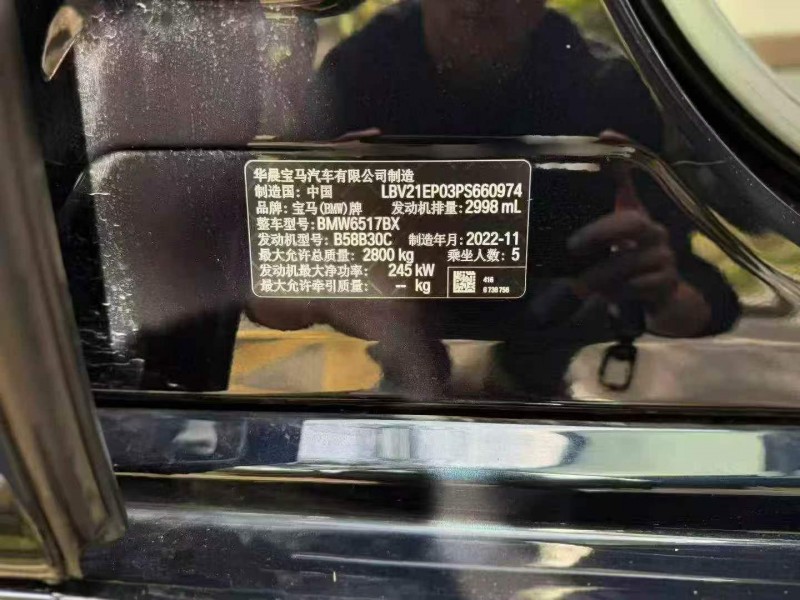 华晨宝马汽车有限公司制造
制造国：中国 LBV21EP03PS660974
品牌：宝马(BMW)牌 发动机排量：2998 mL
整车型号：BMW6517BX
发动机型号：B58B30C 制造年月：2022-11
最大允许总质量： 2800 kg 乘坐人数：5
发动机最大净功率： 245 kW
最大允许牵引质量： -- kg
416
6 736 756